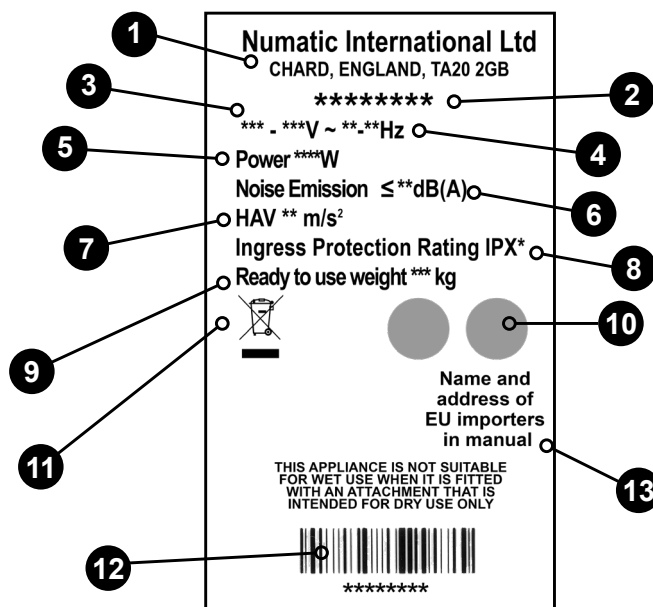 1
Numatic International Ltd
CHARD, ENGLAND, TA20 2GB
3
******** 2
*** - ***V ~ **-**Hz 4
5
Power ****W
Noise Emission ≤ **dB(A) 6
7
HAV ** m/s²
Ingress Protection Rating IPX* 8
9
Ready to use weight *** kg
10
11
Name and
address of
EU importers
in manual
13
THIS APPLIANCE IS NOT SUITABLE
FOR WET USE WHEN IT IS FITTED
WITH AN ATTACHMENT THAT IS
INTENDED FOR DRY USE ONLY
12
********